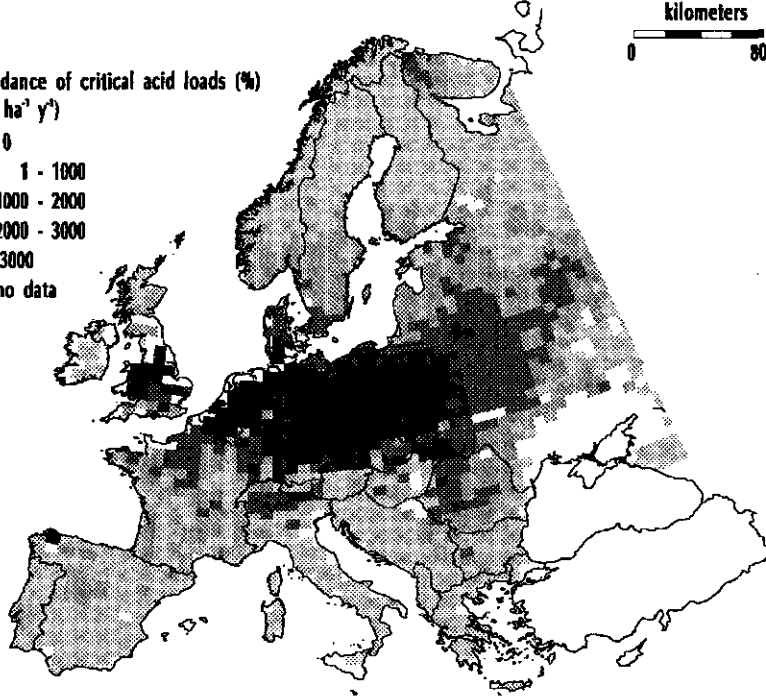 kilometers
0 80
dance of critical acid loads (%)
ha⁻¹ y⁻¹)
0
1 - 1000
1000 - 2000
2000 - 3000
3000
no data